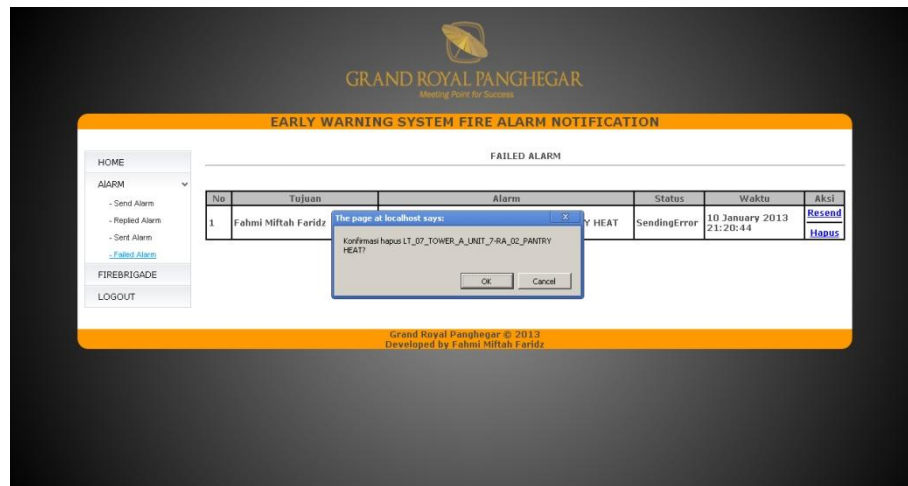 GRAND ROYAL PANGHEGAR
Meeting Point for Success
EARLY WARNING SYSTEM FIRE ALARM NOTIFICATION
HOME
AlARM
- Send Alarm
- Replied Alarm
- Sent Alarm
- Failed Alarm
FIREBRIGADE
LOGOUT
FAILED ALARM
No Tujuan Alarm Status Waktu Aksi
1 Fahmi Miftah Faridz Y HEAT SendingError 10 January 2013 Resend
21:20:44 Hapus
The page at localhost says:
Konfirmasi hapus LT_07_TOWER_A_UNIT_7-RA_02_PANTRY
HEAT?
OK Cancel
Grand Royal Panghegar © 2013
Developed by Fahmi Miftah Faridz